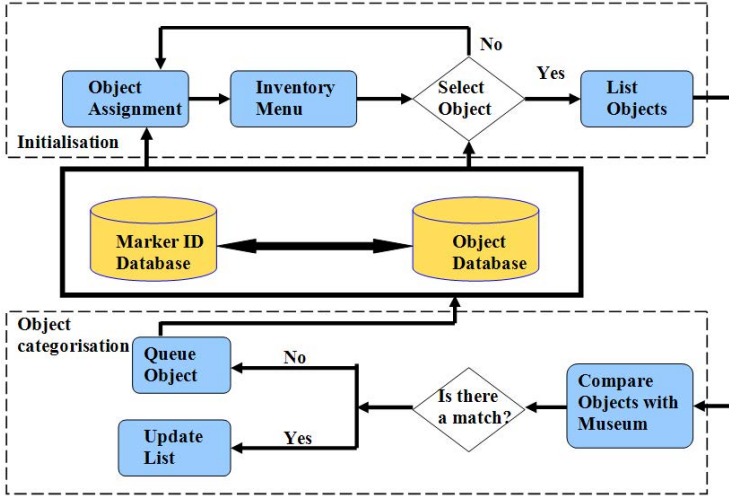 No
Object
Assignment
Inventory
Menu
Select
Object
Yes
List
Objects
Initialisation
Marker ID
Database
Object
Database
Object
categorisation
Queue
Object
No
Is there
a match?
Compare
Objects with
Museum
Update
List
Yes